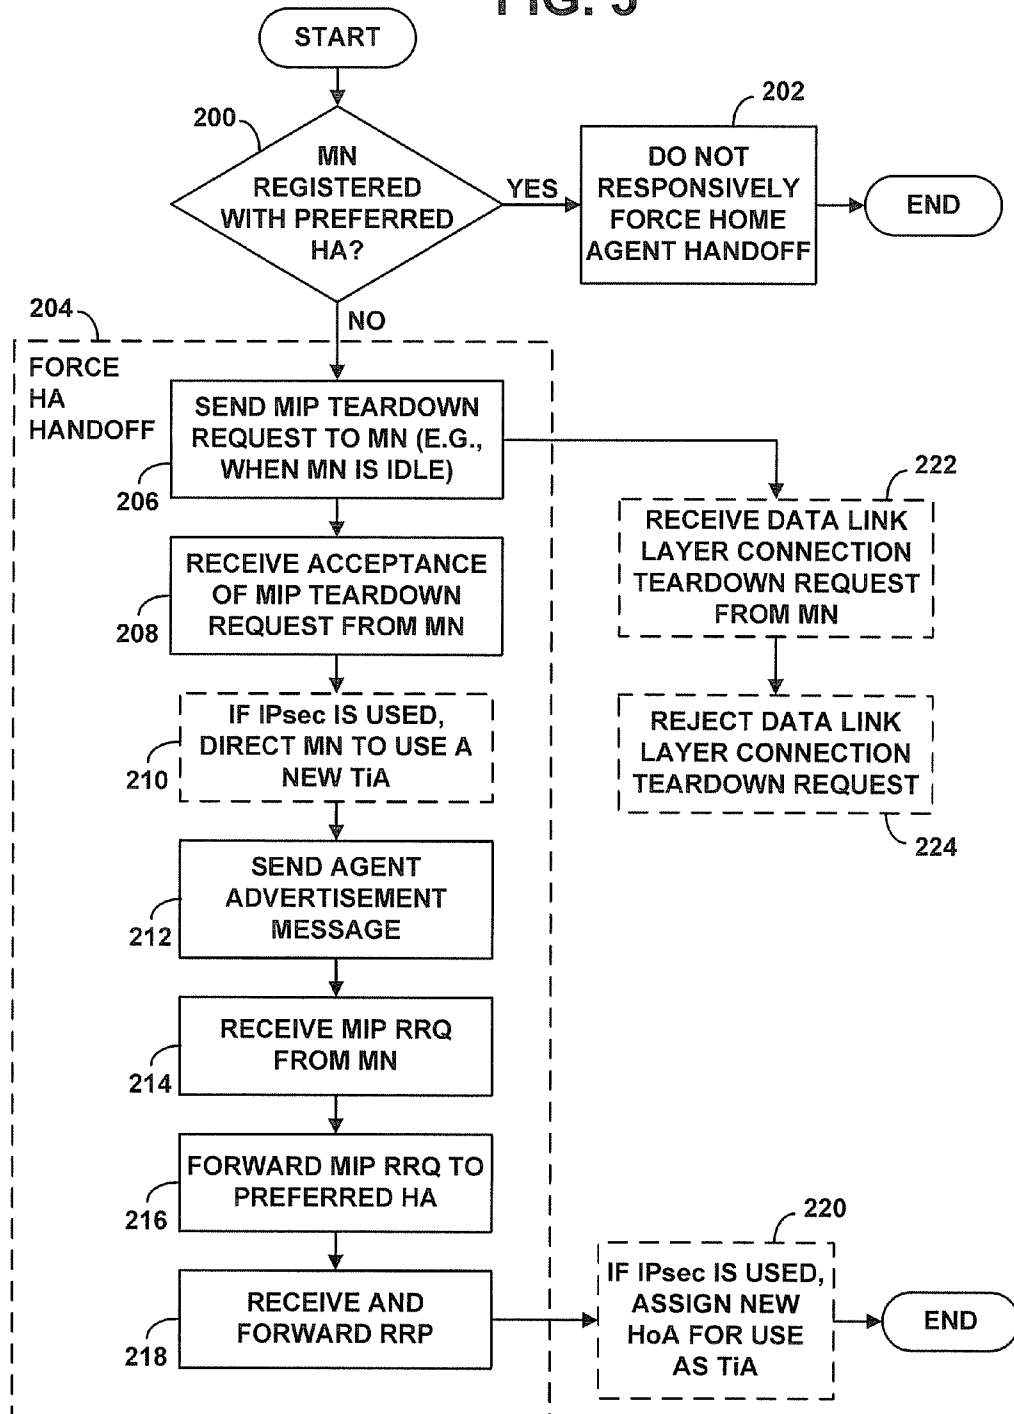 FIG. 5
START
200
MN
REGISTERED
WITH PREFERRED
HA?
YES
202
DO NOT
RESPONSIVELY
FORCE HOME
AGENT HANDOFF
END
NO
204
FORCE
HA
HANDOFF
SEND MIP TEARDOWN
REQUEST TO MN (E.G.,
WHEN MN IS IDLE)
206
222
RECEIVE DATA LINK
LAYER CONNECTION
TEARDOWN REQUEST
FROM MN
RECEIVE ACCEPTANCE
OF MIP TEARDOWN
REQUEST FROM MN
208
IF IPsec IS USED,
DIRECT MN TO USE A
NEW TiA
210
REJECT DATA LINK
LAYER CONNECTION
TEARDOWN REQUEST
224
SEND AGENT
ADVERTISEMENT
MESSAGE
212
RECEIVE MIP RRQ
FROM MN
214
FORWARD MIP RRQ TO
PREFERRED HA
216
RECEIVE AND
FORWARD RRP
218
220
IF IPsec IS USED,
ASSIGN NEW
HoA FOR USE
AS TiA
END